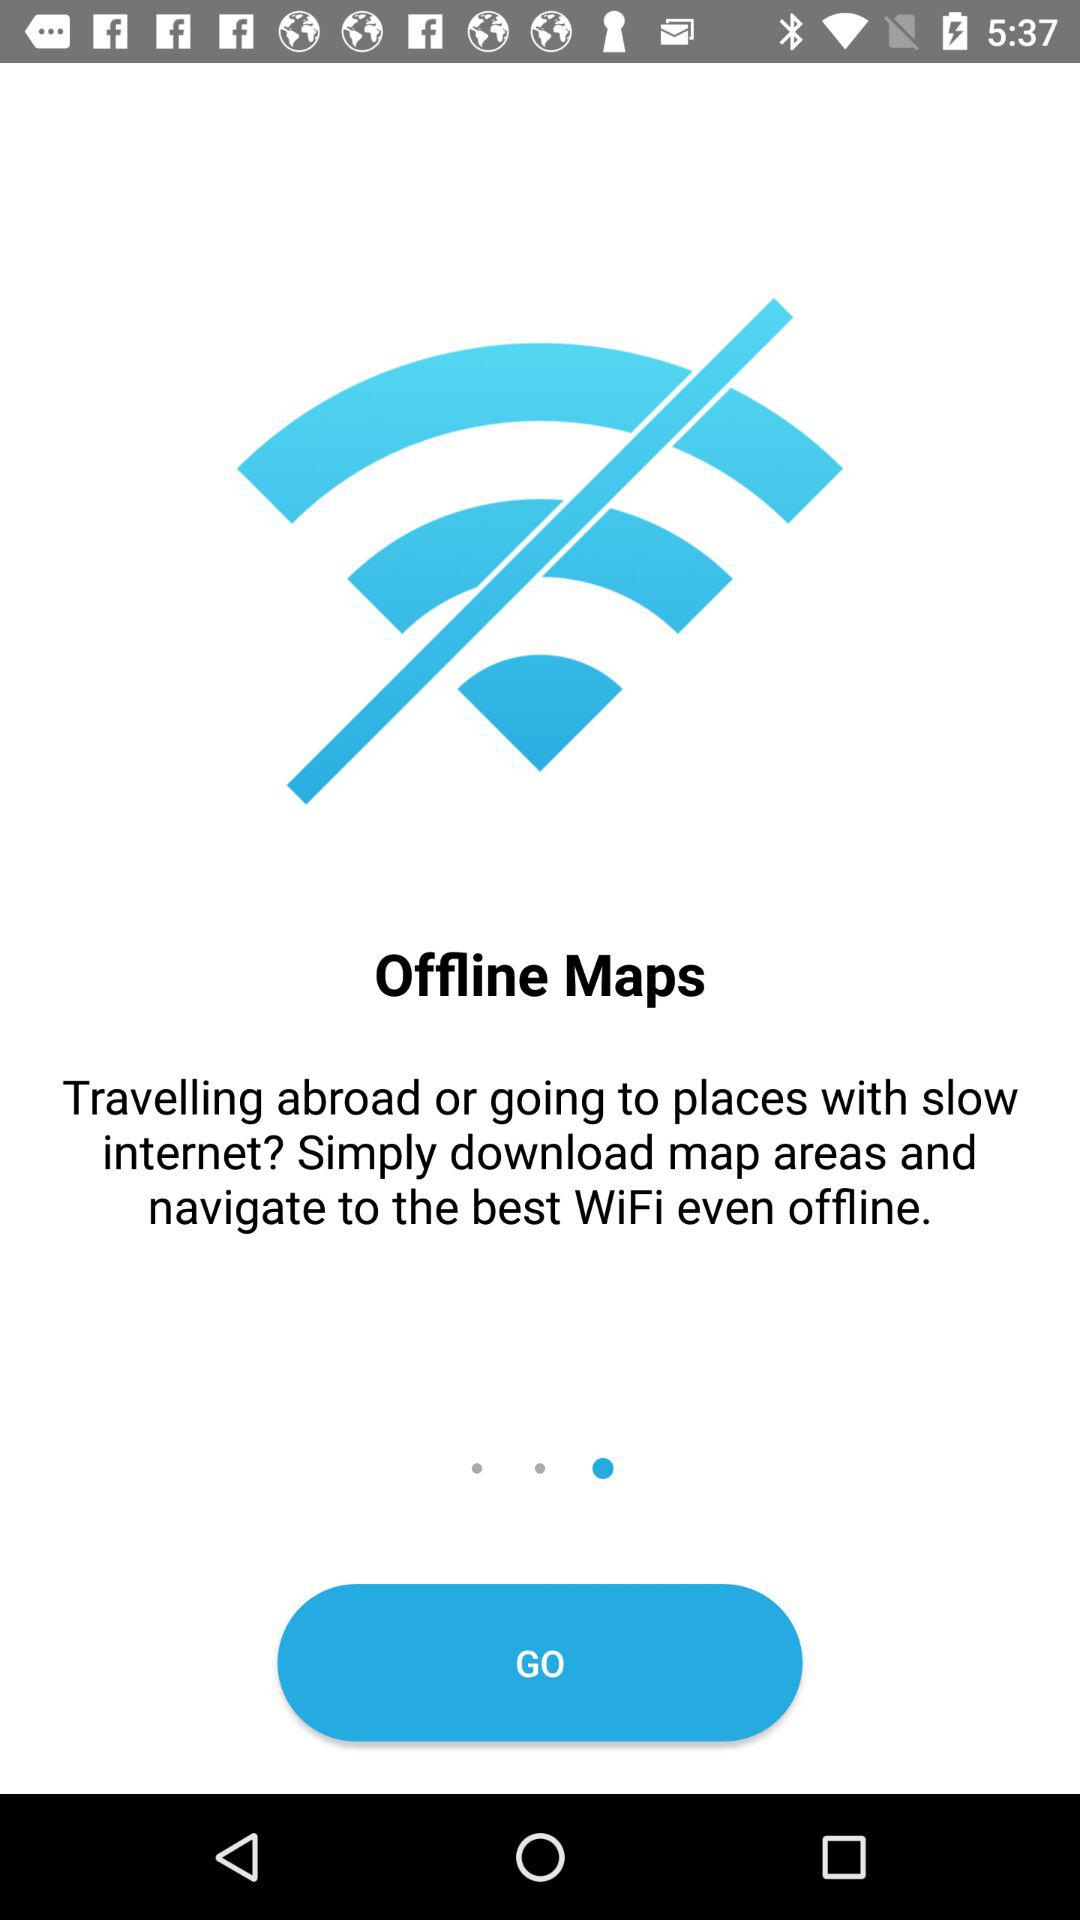 5:37
Offline Maps
Travelling abroad or going to places with slow
internet? Simply download map areas and
navigate to the best WiFi even offline.
GO